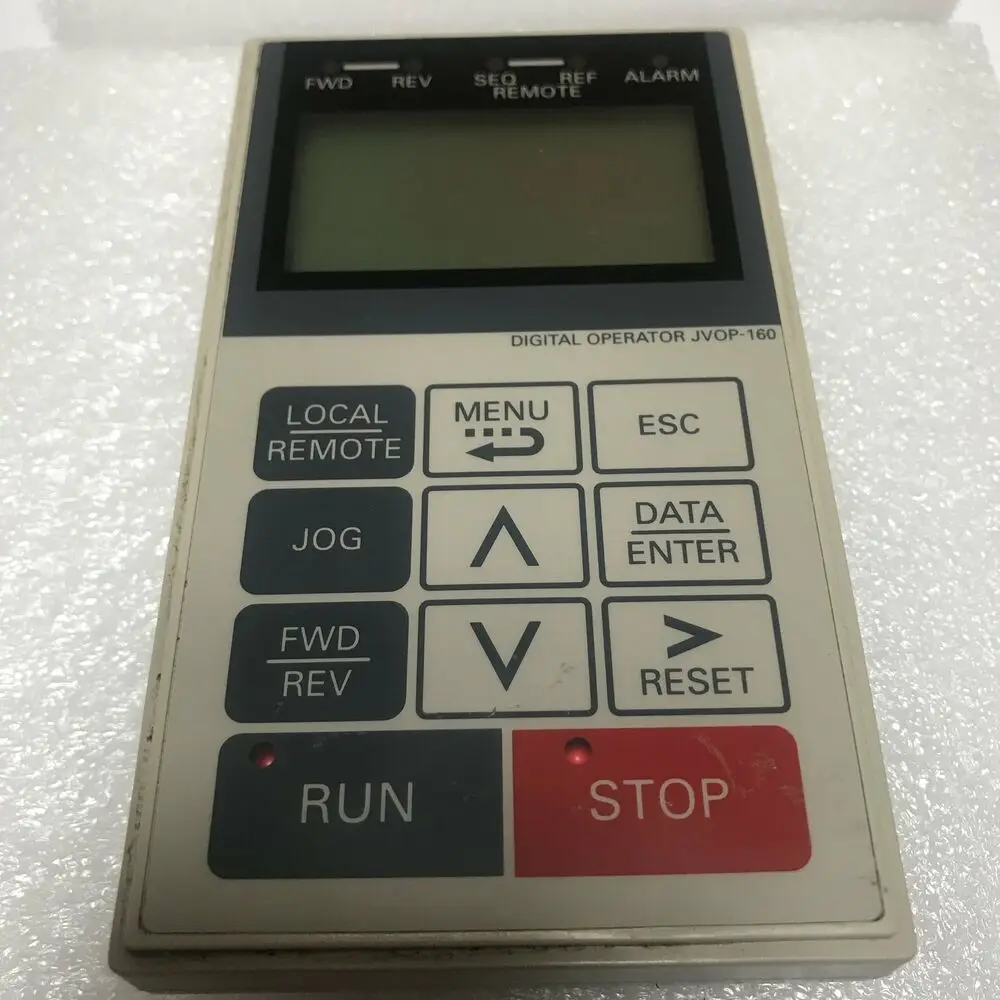 FWD REV SEQ REF ALARM
REMOTE
DIGITAL OPERATOR JVOP-160
LOCAL
REMOTE
MENU
ESC
JOG
DATA
ENTER
FWD
REV
>
RESET
RUN
STOP